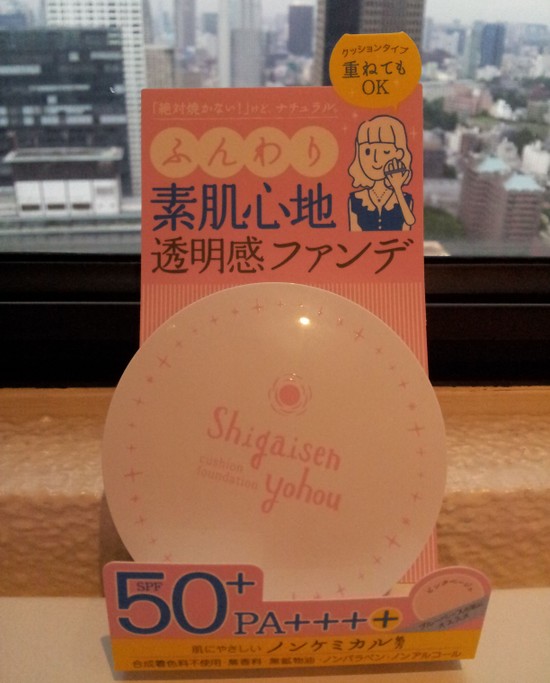 クッションタイプ
重ねても
OK
「絶対焼かない!」けど、ナチュラル。
ふんわり
素肌心地
透明感ファンデ
Shigaisen
cushion
foundation
yohou
SPF
50+
PA++++
肌にやさしい ノンケミカル処方
合成着色料不使用・無香料・無鉱物油・ノンパラベン・ノンアルコール